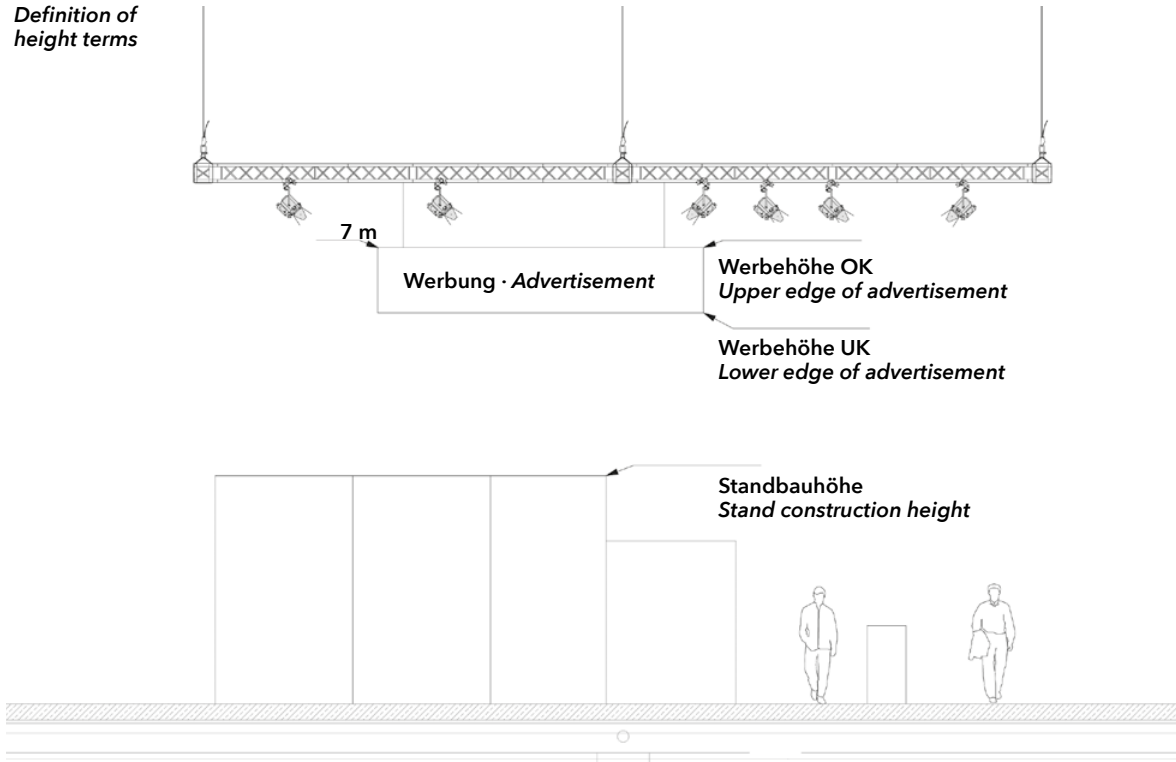 Definition of
height terms
7 m
Werbung · Advertisement
Werbehöhe OK
Upper edge of advertisement
Werbehöhe UK
Lower edge of advertisement
Standbauhöhe
Stand construction height